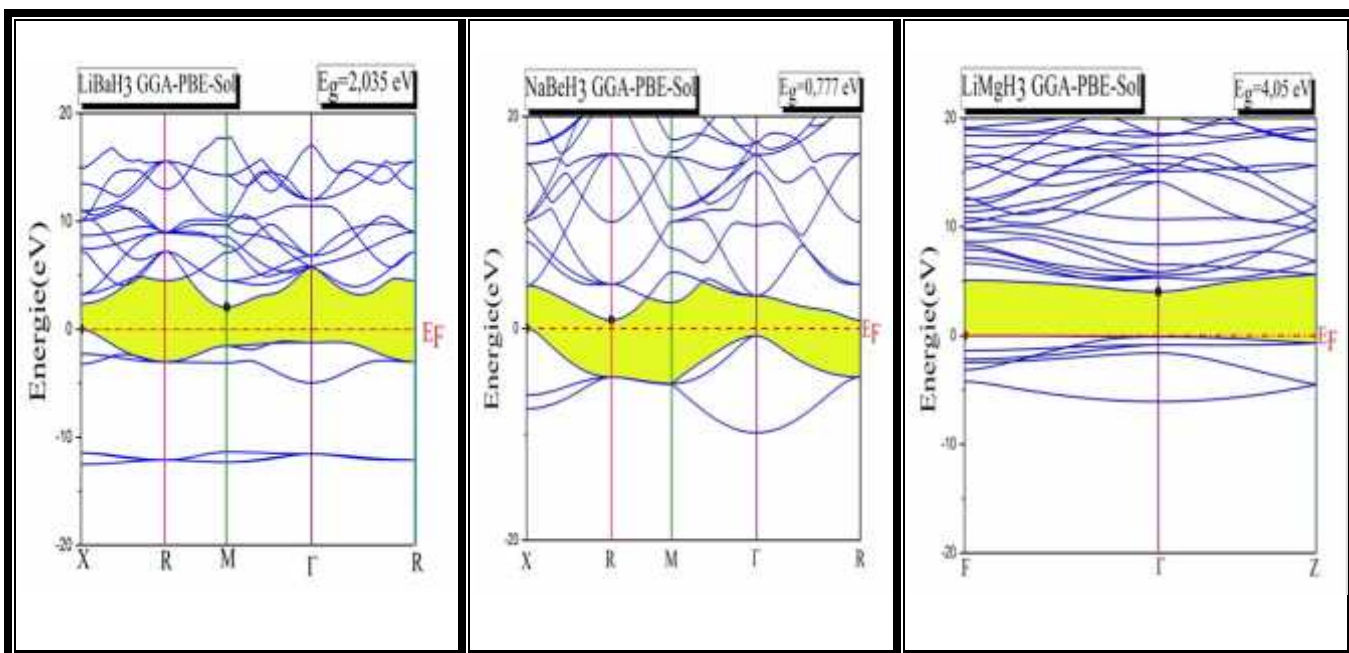 LiBaH3 GGA-PBE-Sol
Eg=2,035 eV
20
10
0
-10
-20
Energie(eV)
EF
X R M Γ R
NaBeH3 GGA-PBE-Sol
Eg=0,777 eV
20
0
-20
Energie(eV)
EF
X R M Γ R
LiMgH3 GGA-PBE-Sol
Eg=4,05 eV
20
10
0
-10
-20
Energie(eV)
EF
F Γ Z